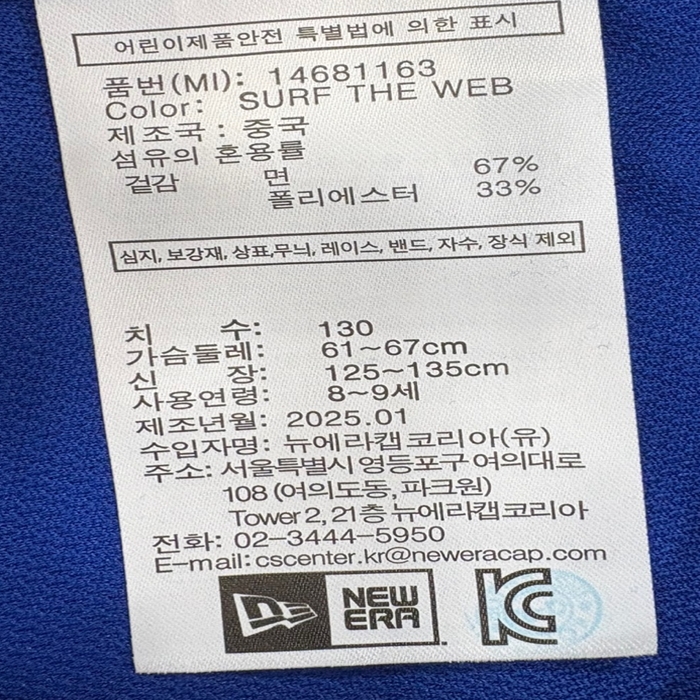 어린이제품안전 특별법에 의한 표시
품번(MI): 14681163
Color: SURF THE WEB
제조국 : 중국
섬유의 혼용률
겉감 면 67%
폴리에스터 33%
심지, 보강재, 상표,무늬, 레이스, 밴드, 자수, 장식 제외
치 수: 130
가슴둘레: 61~67cm
신 장: 125~135cm
사용연령: 8~9세
제조년월: 2025.01
수입자명: 뉴에라캡코리아(유)
주소: 서울특별시 영등포구 여의대로
108 (여의도동, 파크원)
Tower 2, 21층 뉴에라캡코리아
전화: 02-3444-5950
E-mail: cscenter.kr@neweracap.com
NEW
ERA
KC